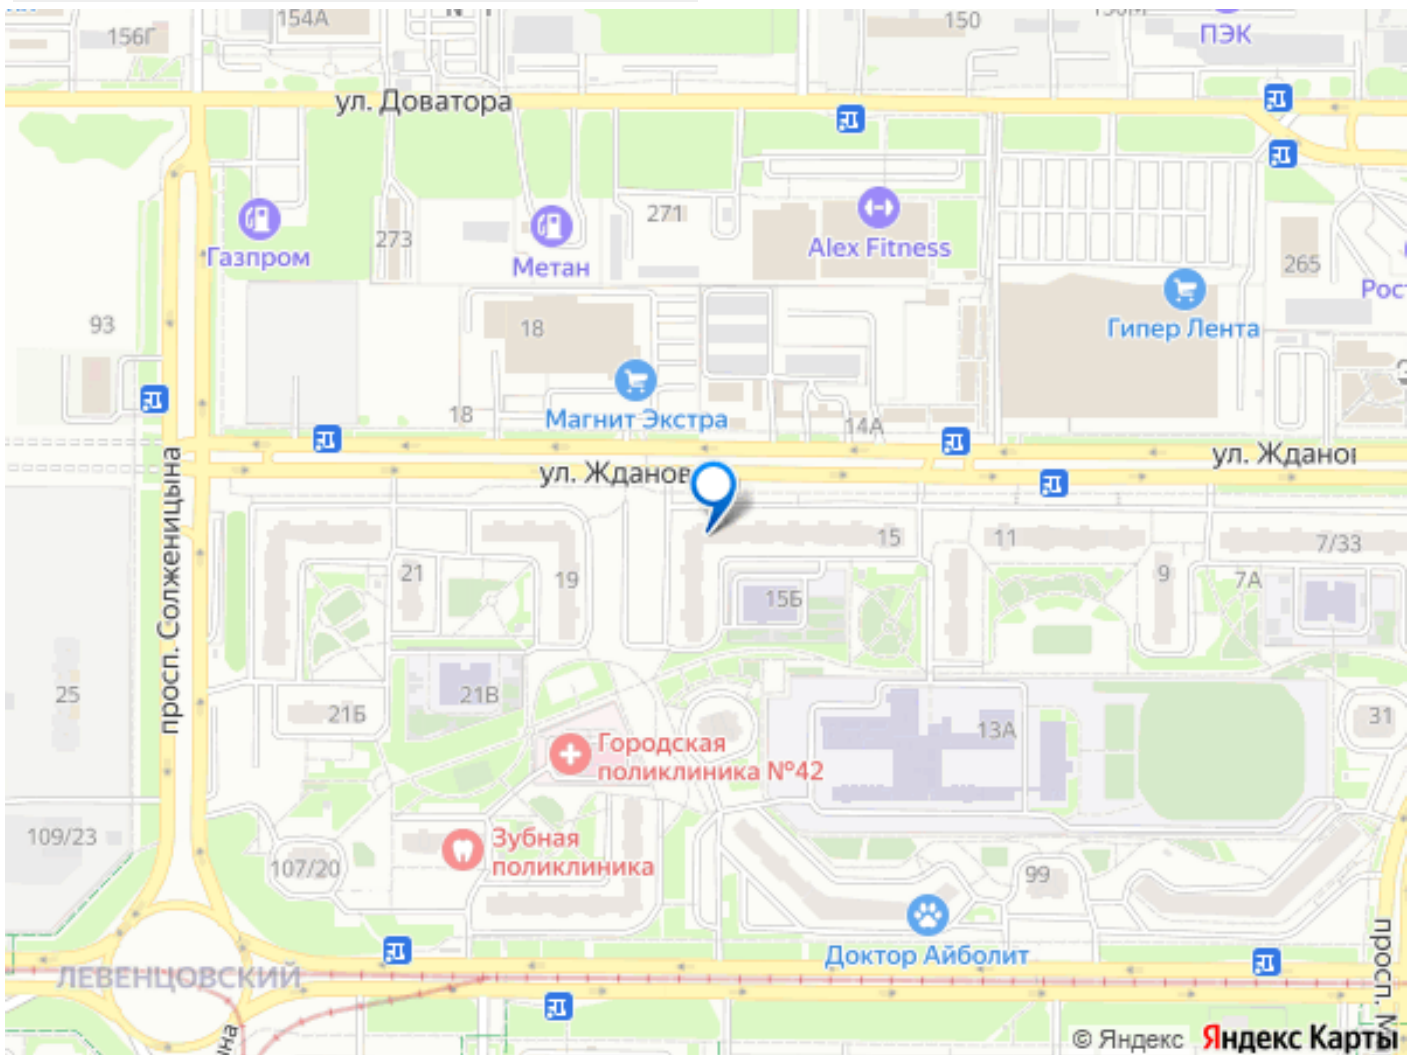 154А
150
156Г
ПЭК
ул. Доватора
271
273
Газпром
Метан
Alex Fitness
265
93
18
Гипер Лента
18
Магнит Экстра
14А
ул. Жданов
ул. Ждано
просп. Солженицына
15
11
7/33
21
19
9
7А
15Б
25
21В
21Б
13А
31
Городская
поликлиника №42
109/23
Зубная
поликлиника
107/20
99
Доктор Айболит
ЛЕВЕНЦОВСКИЙ
просп. М
© Яндекс
Яндекс Карты